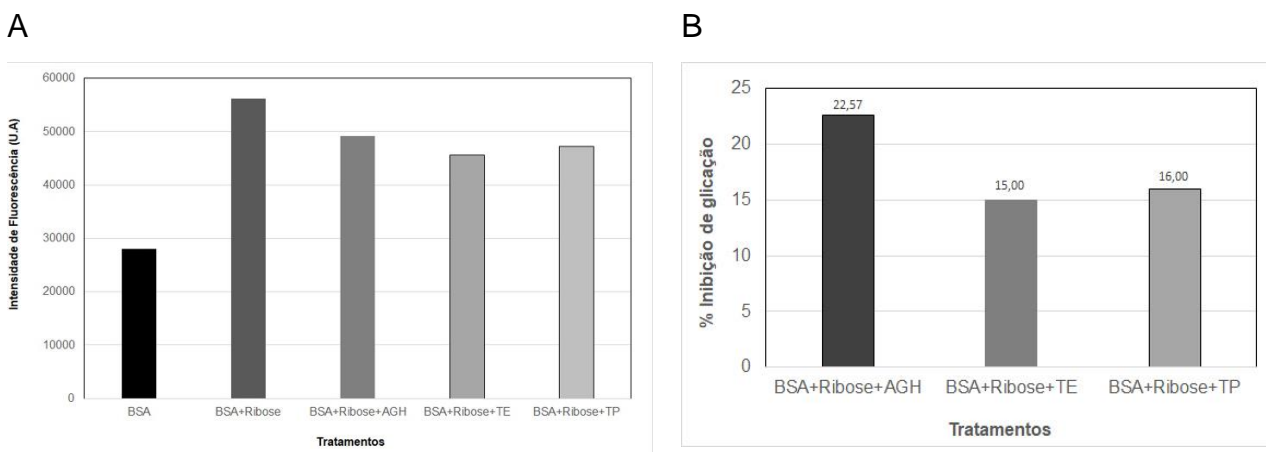 A
Intensidade de Fluorescência (U.A)
60000
50000
40000
30000
20000
10000
0
BSA
BSA+Ribose
BSA+Ribose+AGH
BSA+Ribose+TE
BSA+Ribose+TP
Tratamentos
B
% Inibição de glicação
25
20
15
10
5
0
22,57
15,00
16,00
BSA+Ribose+AGH
BSA+Ribose+TE
BSA+Ribose+TP
Tratamentos